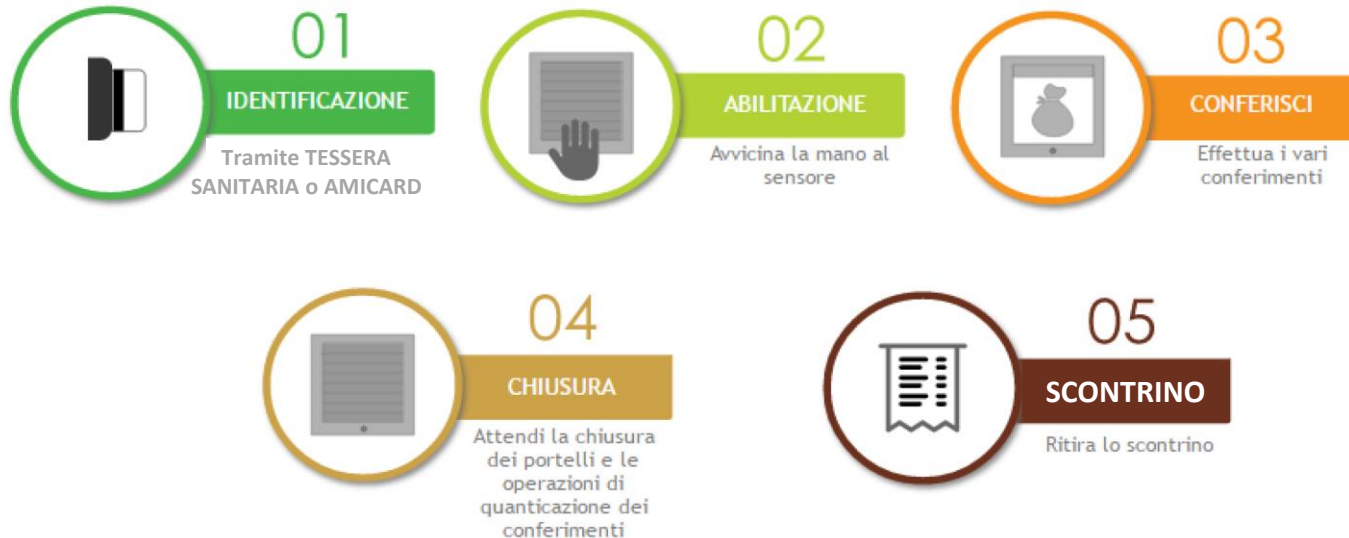 01
IDENTIFICAZIONE
Tramite TESSERA
SANITARIA o AMICARD
02
ABILITAZIONE
Avvicina la mano al
sensore
03
CONFERISCI
Effettua i vari
conferimenti
04
CHIUSURA
Attendi la chiusura
dei portelli e le
operazioni di
quanticazione dei
conferimenti
05
SCONTRINO
Ritira lo scontrino